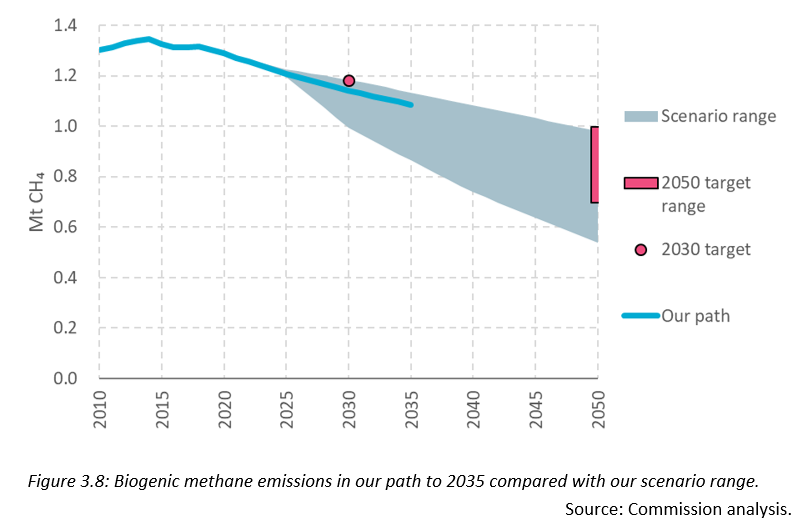 1.4
1.2
1.0
0.8
0.6
0.4
0.2
0.0
Mt CH₄
2010
2015
2020
2025
2030
2035
2040
2045
2050
Scenario range
2050 target
range
2030 target
Our path
Figure 3.8: Biogenic methane emissions in our path to 2035 compared with our scenario range.
Source: Commission analysis.